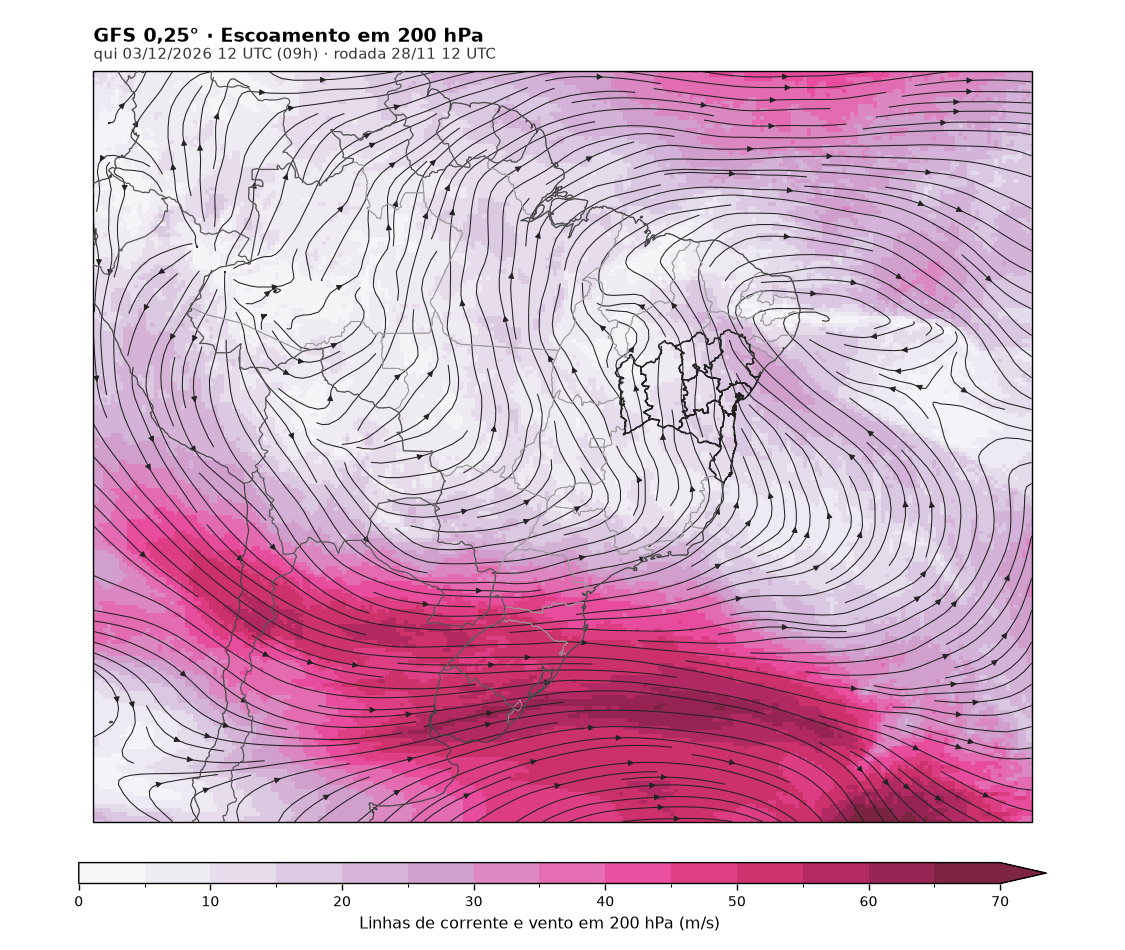 GFS 0,25° · Escoamento em 200 hPa
qui 03/12/2026 12 UTC (09h) · rodada 28/11 12 UTC
0 10 20 30 40 50 60 70
Linhas de corrente e vento em 200 hPa (m/s)